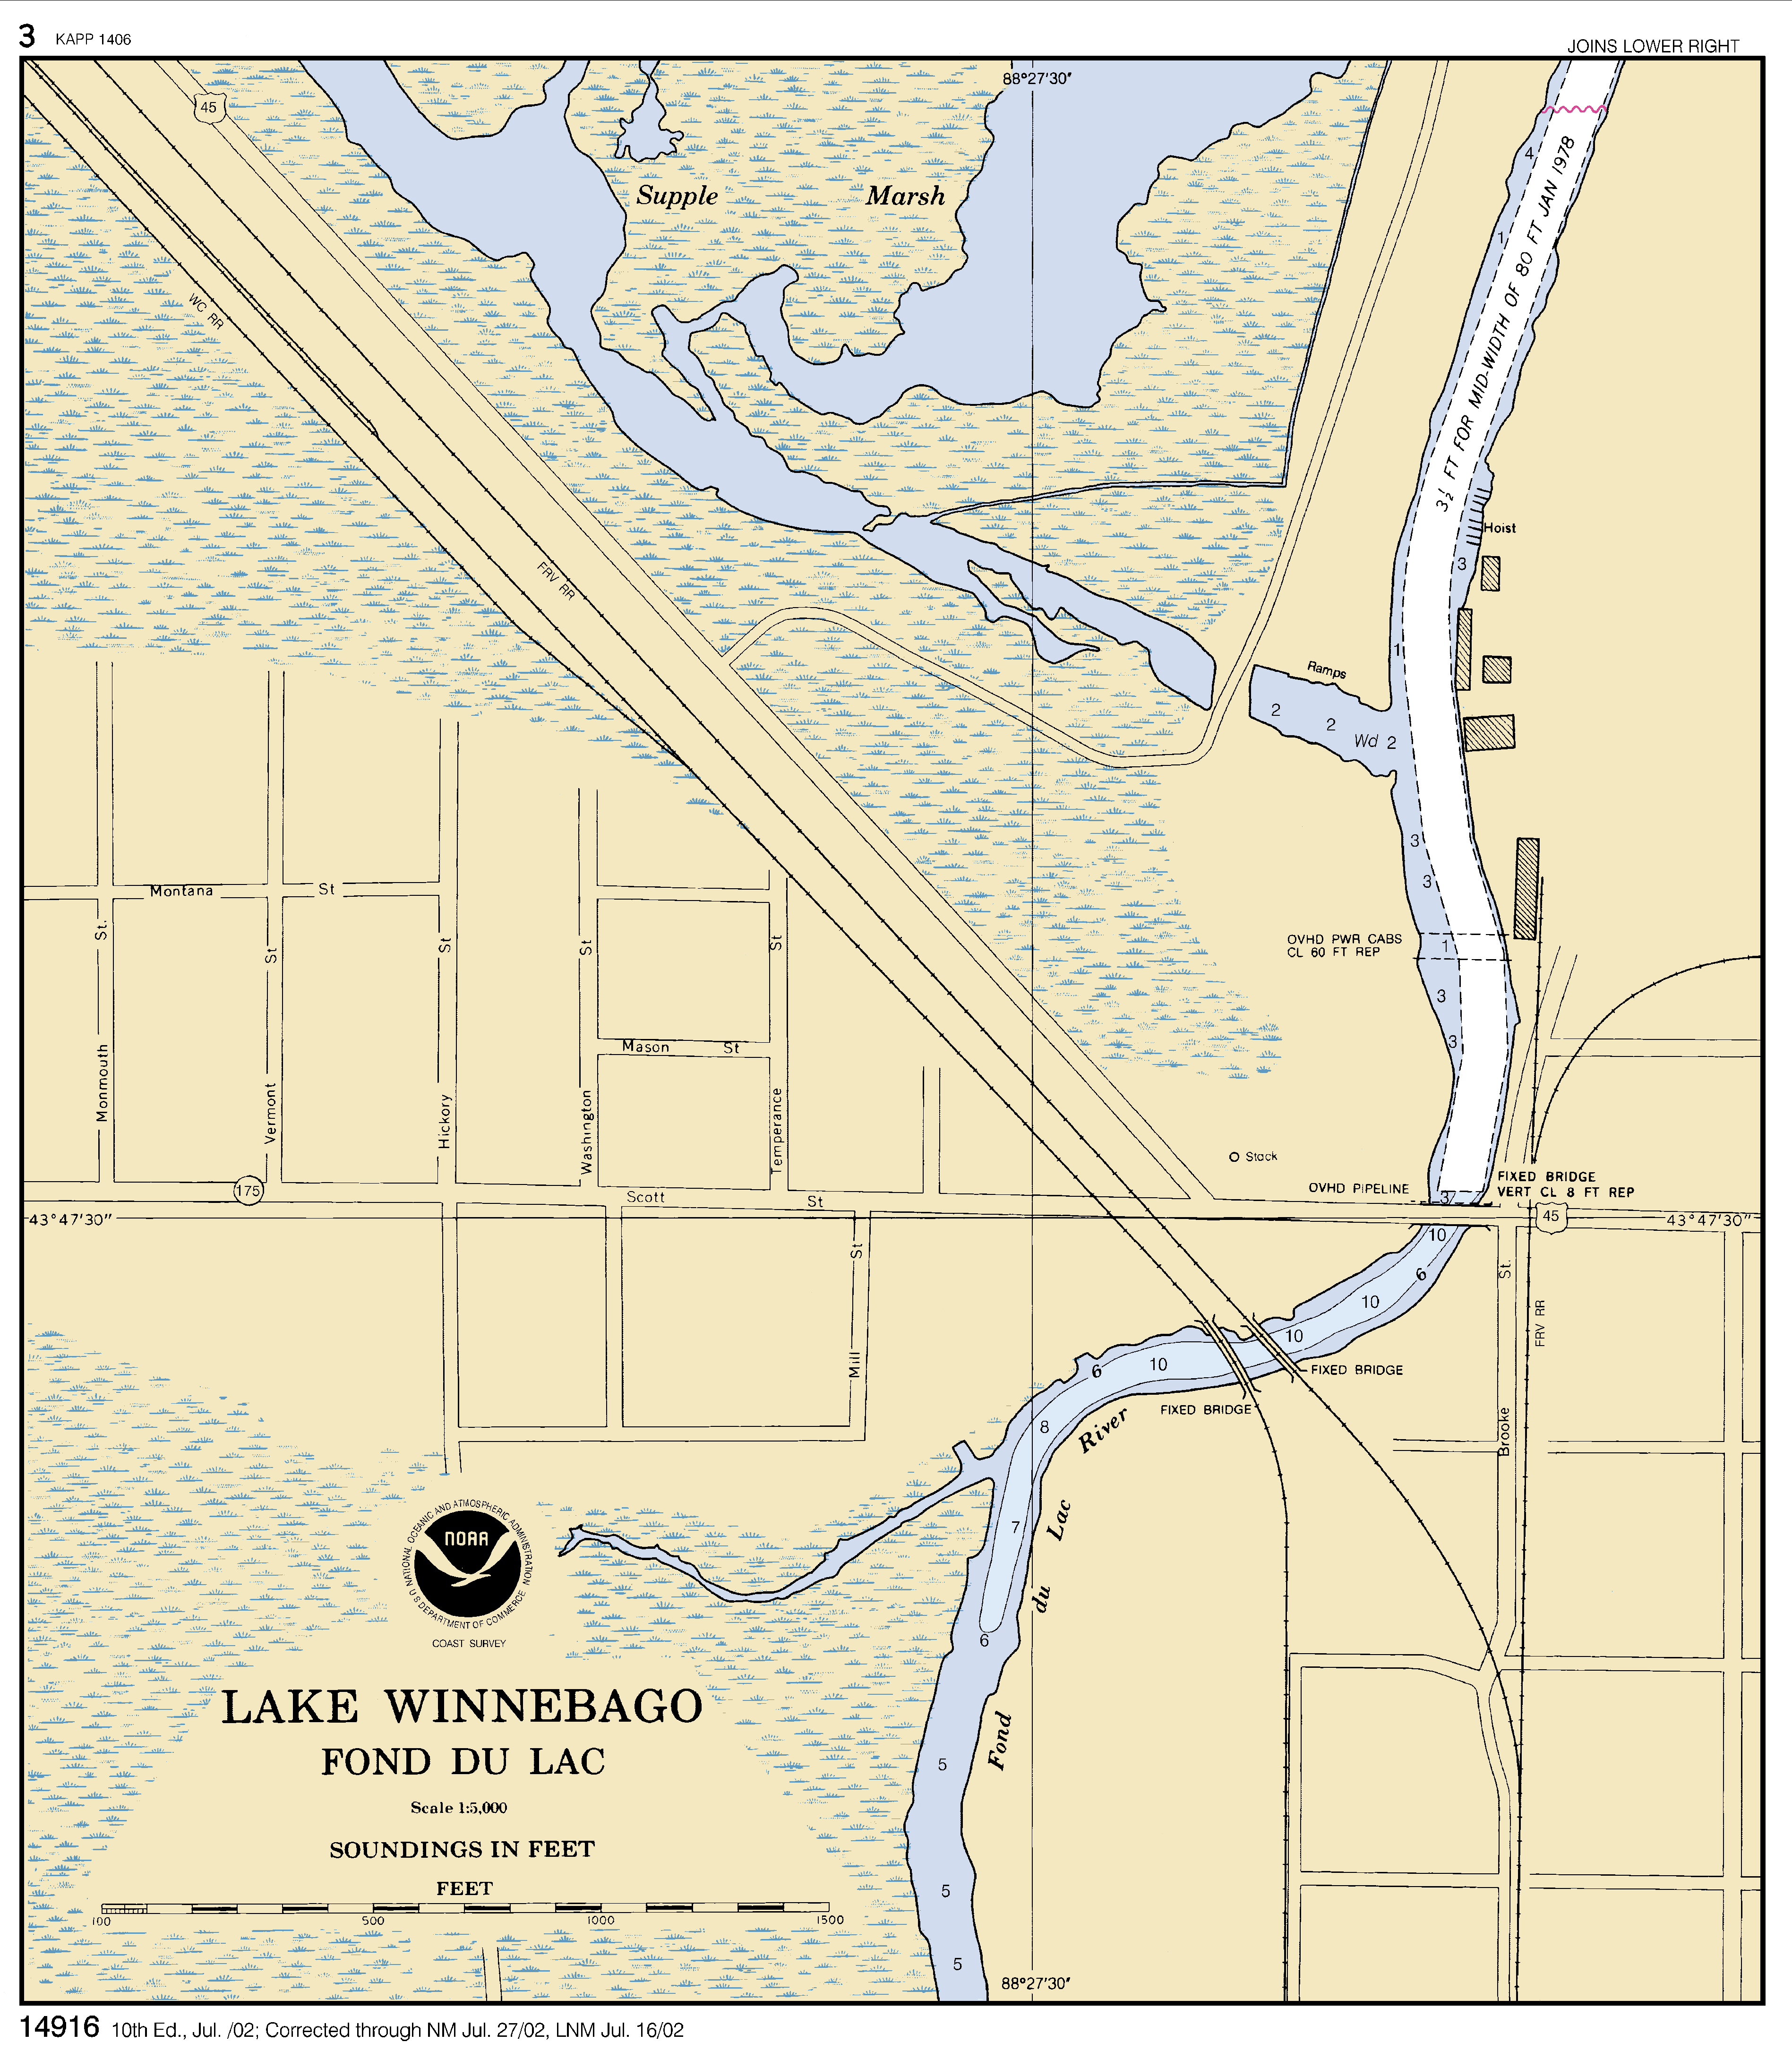 3 KAPP 1406
JOINS LOWER RIGHT
88°27'30"
45
4
Supple Marsh
1
3½ FT FOR MID-WIDTH OF 80 FT JAN 1978
WC RR
Hoist
3
FRV RR
1
Ramps
2
2
Wd 2
3
3
Montana St
St.
St
St
St
St
OVHD PWR CABS
CL 60 FT REP
1
3
3
Mason St
Monmouth
Vermont
Hickory
Washington
Temperance
Stack
FIXED BRIDGE
VERT CL 8 FT REP
OVHD PIPELINE
3
175
Scott St
45
43°47'30"
43°47'30"
10
6
10
10
St
Mill
St.
Brooke
FRV RR
6
10
FIXED BRIDGE
FIXED BRIDGE
8
7
6
5
5
5
Fond du Lac River
NATIONAL OCEANIC AND ATMOSPHERIC ADMINISTRATION
NOAA
U S DEPARTMENT OF COMMERCE
COAST SURVEY
LAKE WINNEBAGO
FOND DU LAC
Scale 1:5,000
SOUNDINGS IN FEET
FEET
100 500 1000 1500
88°27'30"
14916 10th Ed., Jul. /02; Corrected through NM Jul. 27/02, LNM Jul. 16/02